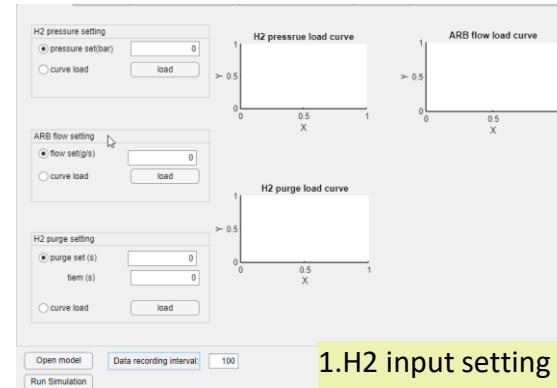 H2 pressure setting
pressure set(bar) 0
curve load load
H2 pressrue load curve
1
Y 0.5
0
0 0.5 1
X
ARB flow load curve
1
Y 0.5
0
0 0.5
X
ARB flow setting
flow set(g/s) 0
curve load load
H2 purge load curve
1
Y 0.5
0
0 0.5 1
X
H2 purge setting
purge set (s) 0
tiem (s) 0
curve load load
Open model Data recording interval: 100
Run Simulation
1.H2 input setting